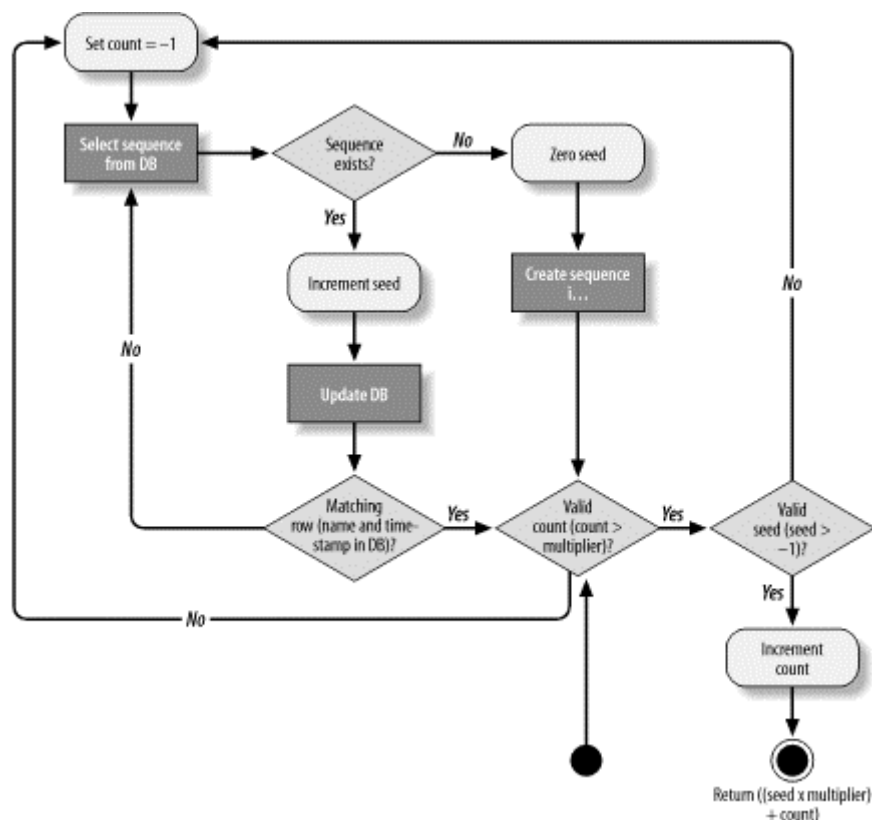 Set count = –1
Select sequence
from DB
Sequence
exists?
No
Zero seed
Yes
Increment seed
Create sequence
i...
No
No
Update DB
Matching
row (name and time-
stamp in DB)?
Yes
Valid
count (count >
multiplier)?
Yes
Valid
seed (seed >
–1)?
No
Yes
Increment
count
Return ((seed x multiplier)
+ count)